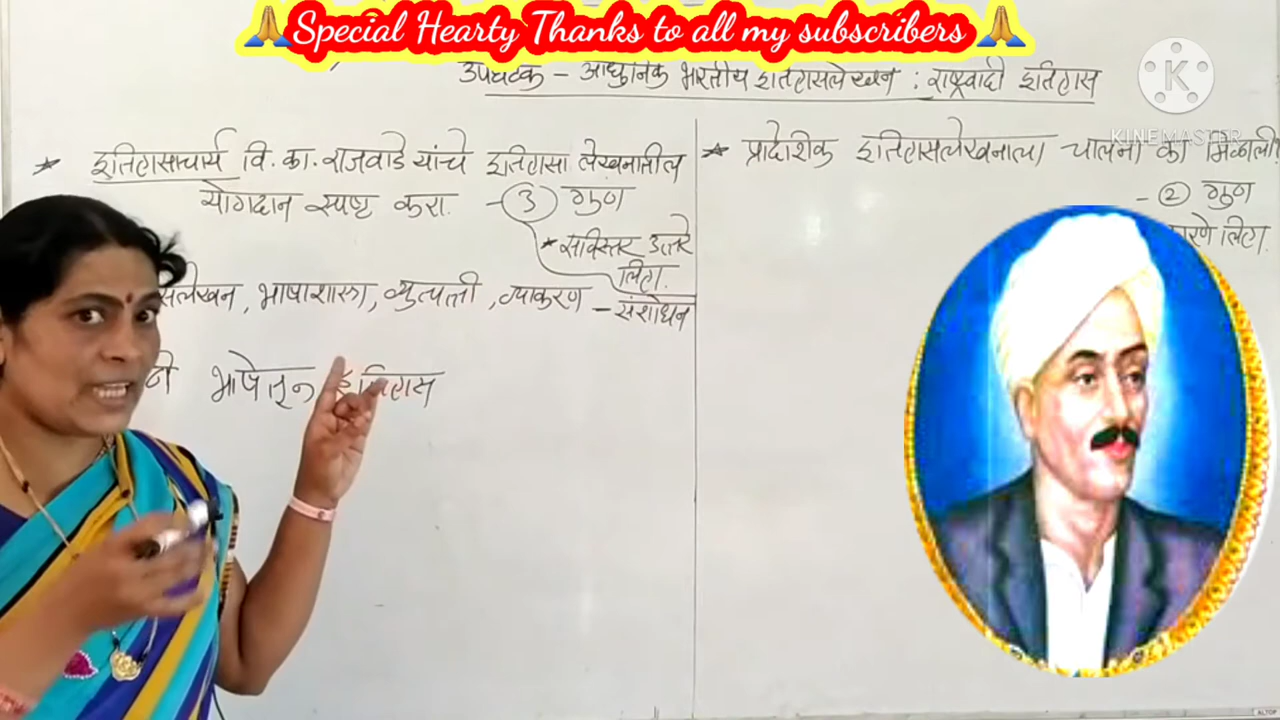 🙏Special Hearty Thanks to all my subscribers🙏
उपघटक - आधुनिक भारतीय इतिहासलेखन : राष्ट्रवादी इतिहास
K
KINEMASTER
* इतिहासाचार्य वि. का. राजवाडे यांचे इतिहासा लेखनातील
योगदान स्पष्ट करा. - ③ गुण
* सविस्तर उत्तरे
लिहा.
लेखन, भाषाशास्त्र, व्युत्पत्ती, व्याकरण - संशोधन
भाषेतून इतिहास
* प्रादेशिक इतिहासलेखनाला चालना का मिळाली
- ② गुण
कारणे लिहा.
ALTOP